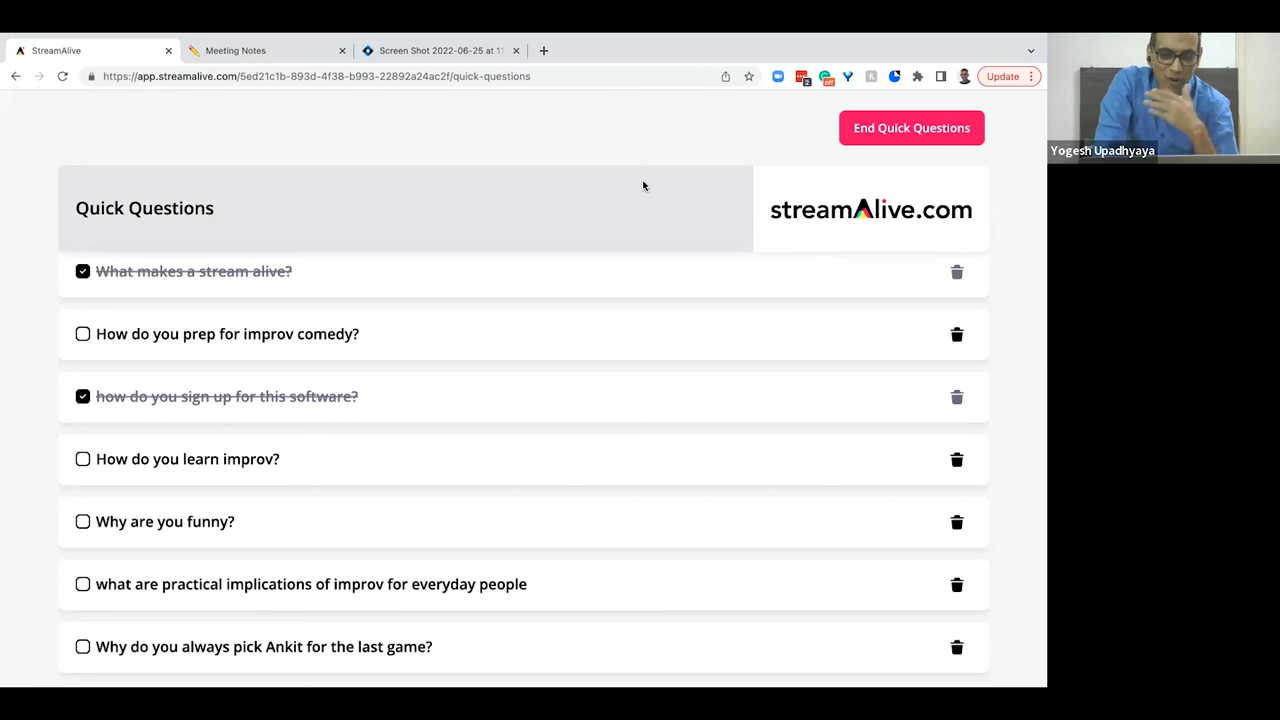 StreamAlive
Meeting Notes
Screen Shot 2022-06-25 at 11
https://app.streamalive.com/5ed21c1b-893d-4f38-b993-22892a24ac2f/quick-questions
2
off
Update
Yogesh Upadhyaya
End Quick Questions
Quick Questions
streamAlive.com
What makes a stream alive?
How do you prep for improv comedy?
how do you sign up for this software?
How do you learn improv?
Why are you funny?
what are practical implications of improv for everyday people
Why do you always pick Ankit for the last game?